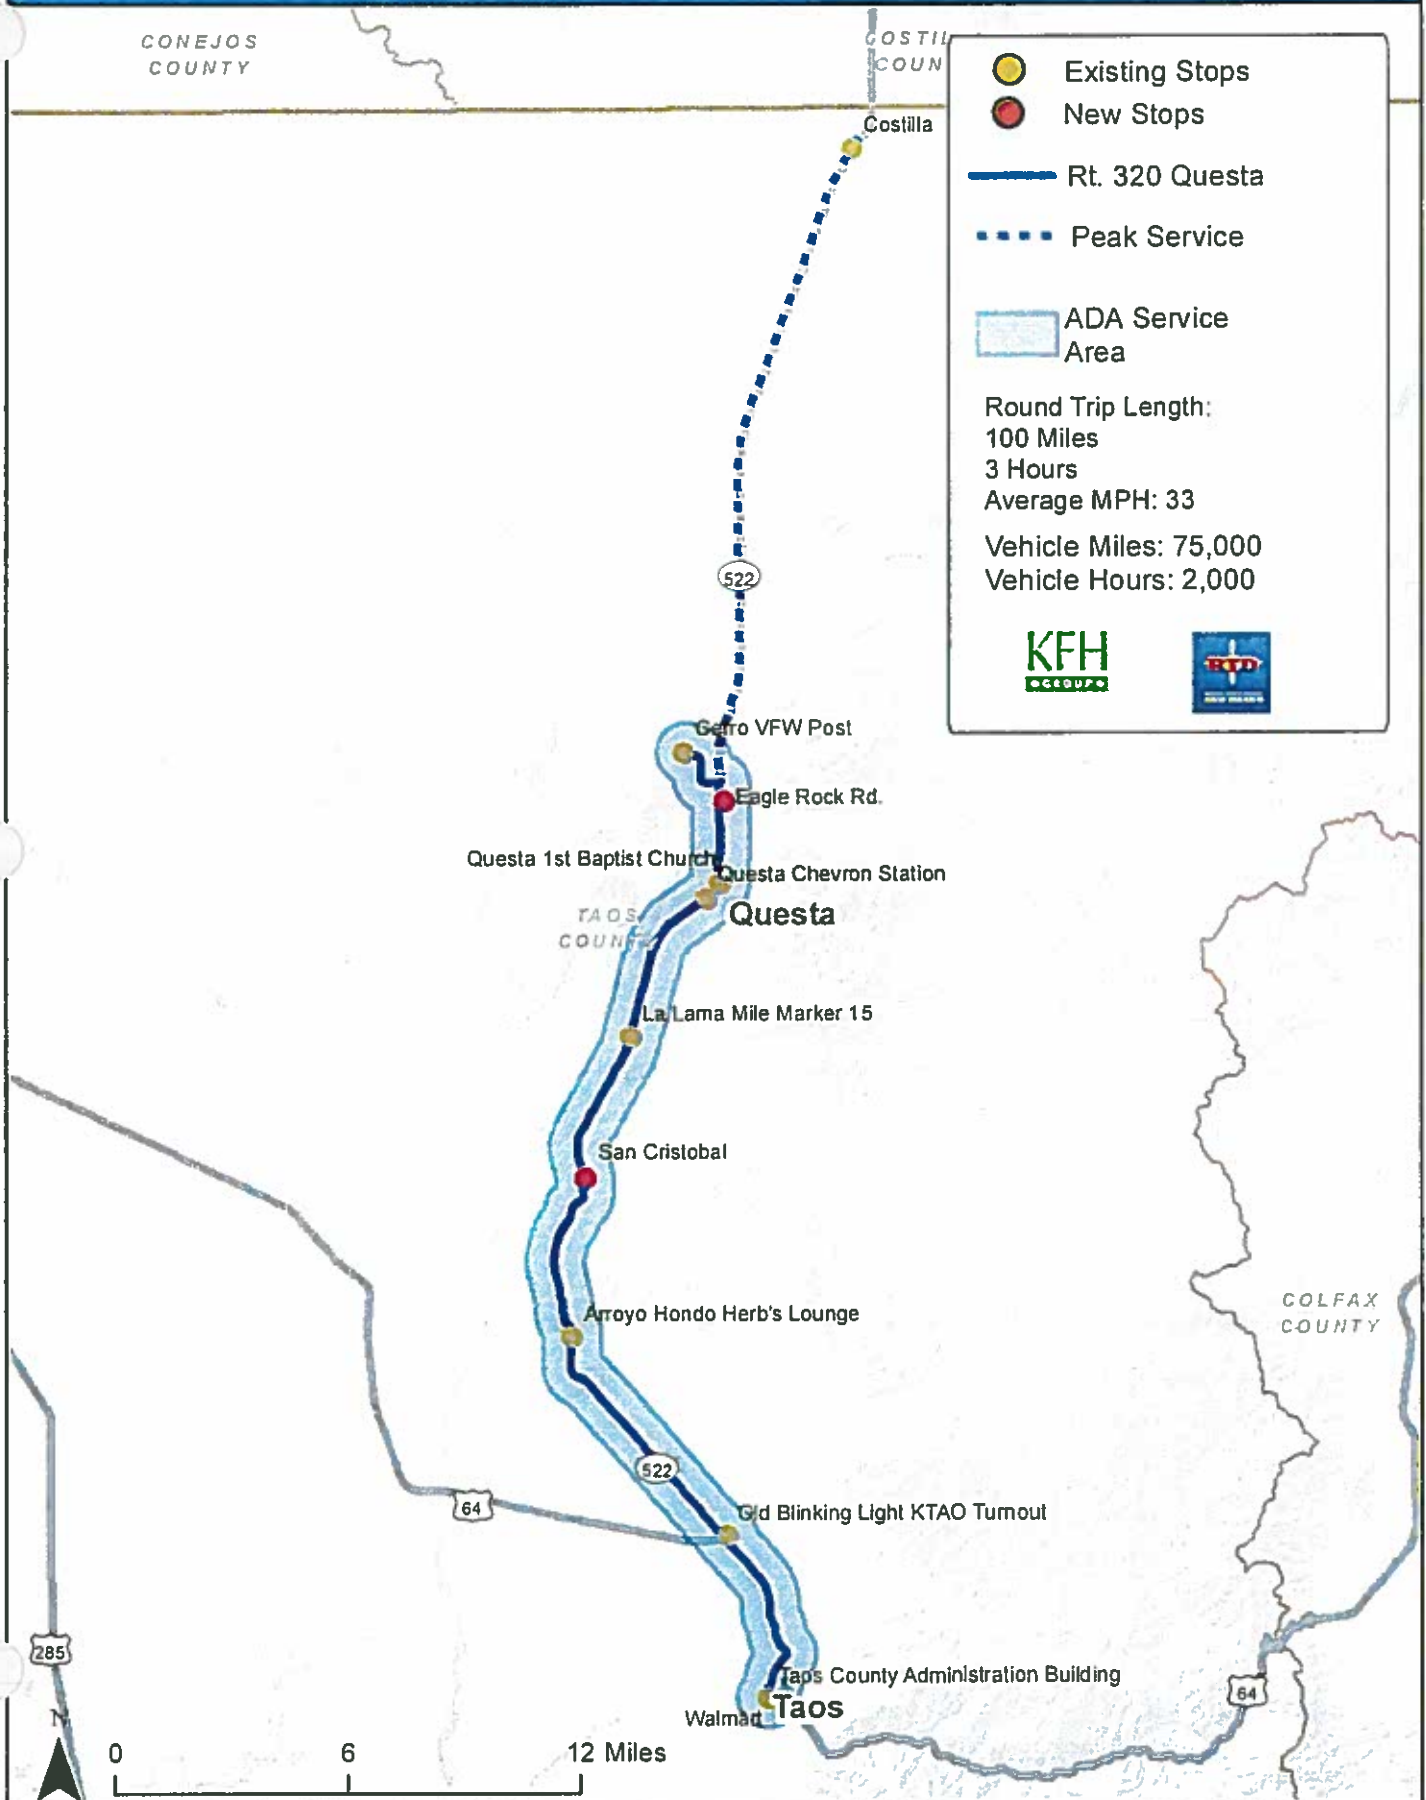 CONEJOS
COUNTY
COSTIL
COUN
Existing Stops
New Stops
Rt. 320 Questa
Peak Service
ADA Service
Area
Round Trip Length:
100 Miles
3 Hours
Average MPH: 33
Vehicle Miles: 75,000
Vehicle Hours: 2,000
KFH
GROUP
RTD
Costilla
522
Cerro VFW Post
Eagle Rock Rd.
Questa 1st Baptist Church
Questa Chevron Station
Questa
TAOS
COUNTY
La Lama Mile Marker 15
San Cristobal
Arroyo Hondo Herb's Lounge
COLFAX
COUNTY
522
64
Old Blinking Light KTAO Turnout
285
Taos County Administration Building
64
Taos
Walmart
N
0 6 12 Miles